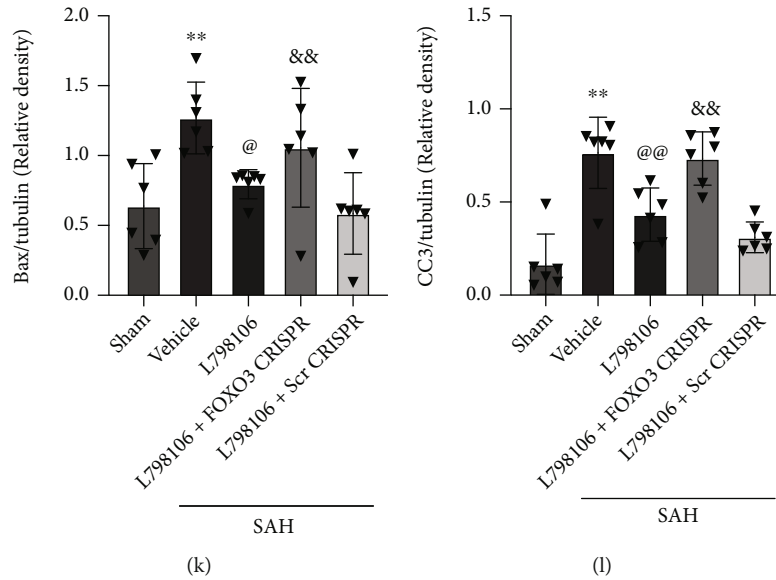 Bax/tubulin (Relative density)
2.0
1.5
1.0
0.5
0.0
**
@
&&
Sham
Vehicle
L798106
L798106 + FOXO3 CRISPR
L798106 + Scr CRISPR
SAH
(k)
CC3/tubulin (Relative density)
1.5
1.0
0.5
0.0
**
@@
&&
Sham
Vehicle
L798106
L798106 + FOXO3 CRISPR
L798106 + Scr CRISPR
SAH
(l)